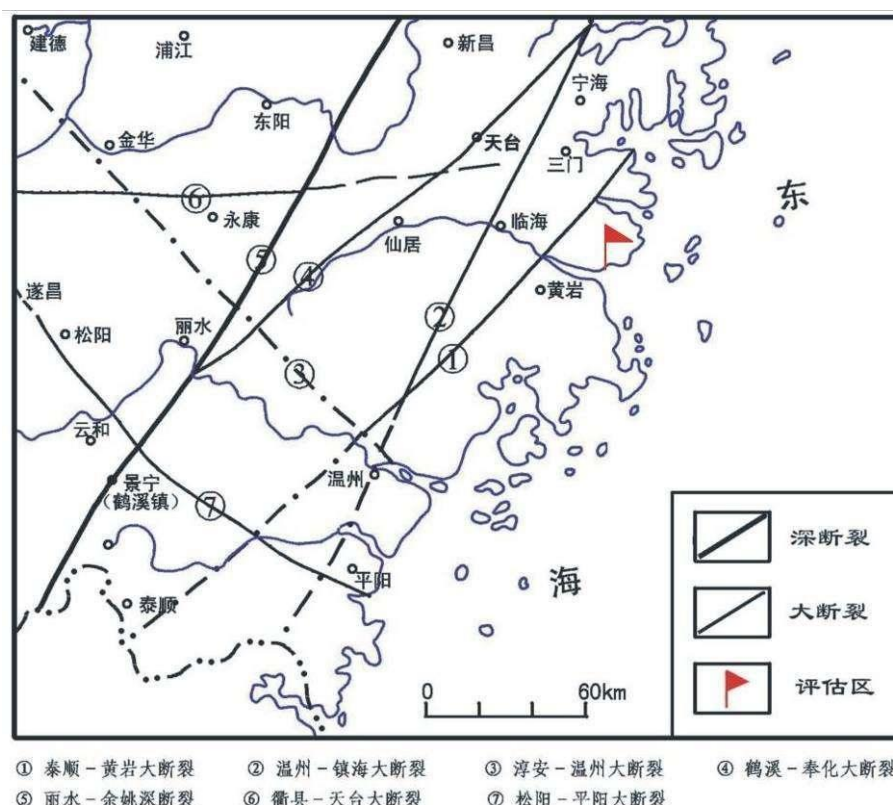 建德
浦江
新昌
宁海
东阳
金华
天台
三门
东
⑥
永康
仙居
临海
⑤
④
遂昌
黄岩
松阳
丽水
②
①
③
云和
温州
景宁
(鹤溪镇)
⑦
深断裂
平阳
海
泰顺
大断裂
0
60km
评估区
① 泰顺-黄岩大断裂
② 温州-镇海大断裂
③ 淳安-温州大断裂
④ 鹤溪-奉化大断裂
⑤ 丽水-余姚深断裂
⑥ 衢县-天台大断裂
⑦ 松阳-平阳大断裂